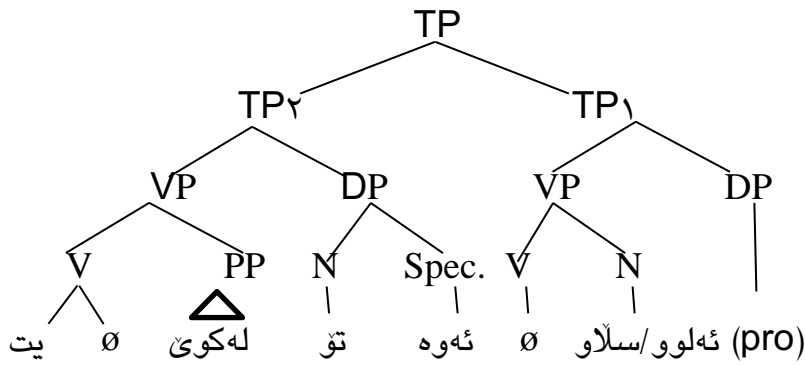 TP
TP٢ TP١
VP DP VP DP
V PP N Spec. V N
یت ø لەکوێ تۆ ئەوە ø ئەلوو/سڵاو (pro)